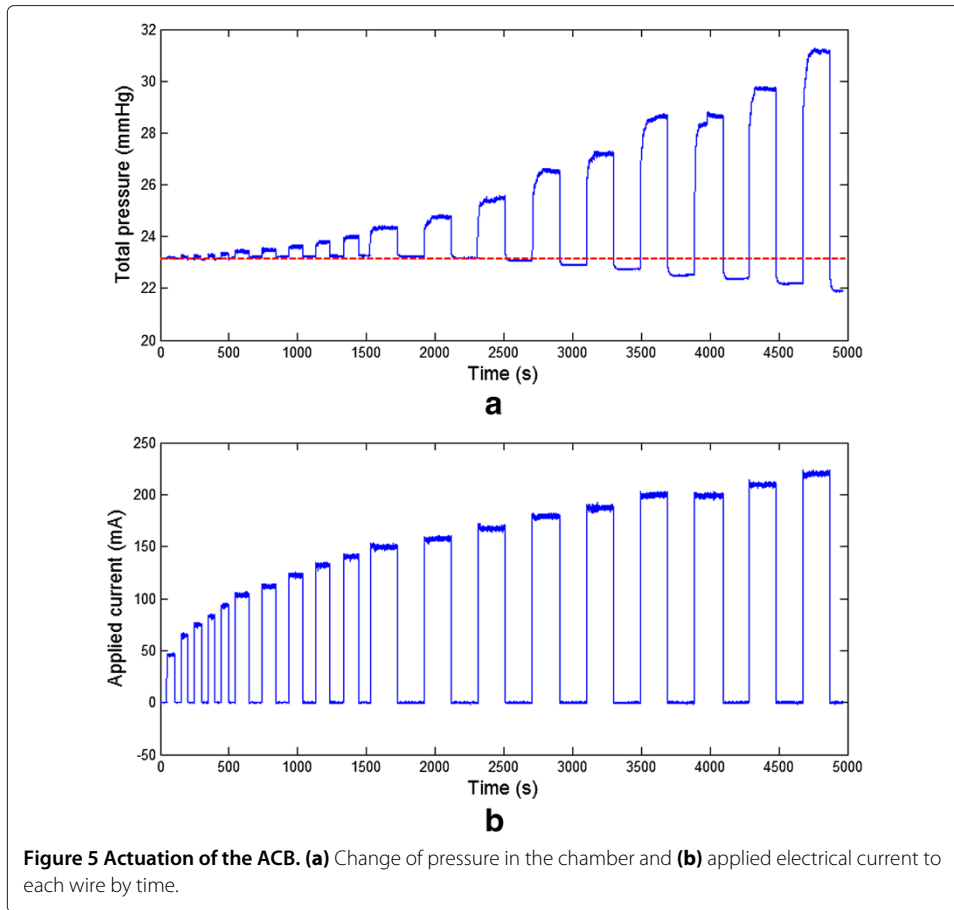 32
30
28
26
24
22
20
Total pressure (mmHg)
0 500 1000 1500 2000 2500 3000 3500 4000 4500 5000
Time (s)
a
250
200
150
100
50
0
-50
Applied current (mA)
0 500 1000 1500 2000 2500 3000 3500 4000 4500 5000
Time (s)
b
Figure 5 Actuation of the ACB. (a) Change of pressure in the chamber and (b) applied electrical current to
each wire by time.